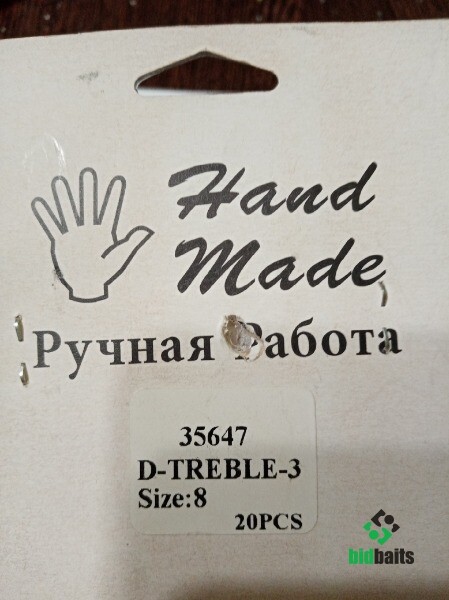 Hand
Made
Ручная Работа
35647
D-TREBLE-3
Size:8
20PCS
bidbaits